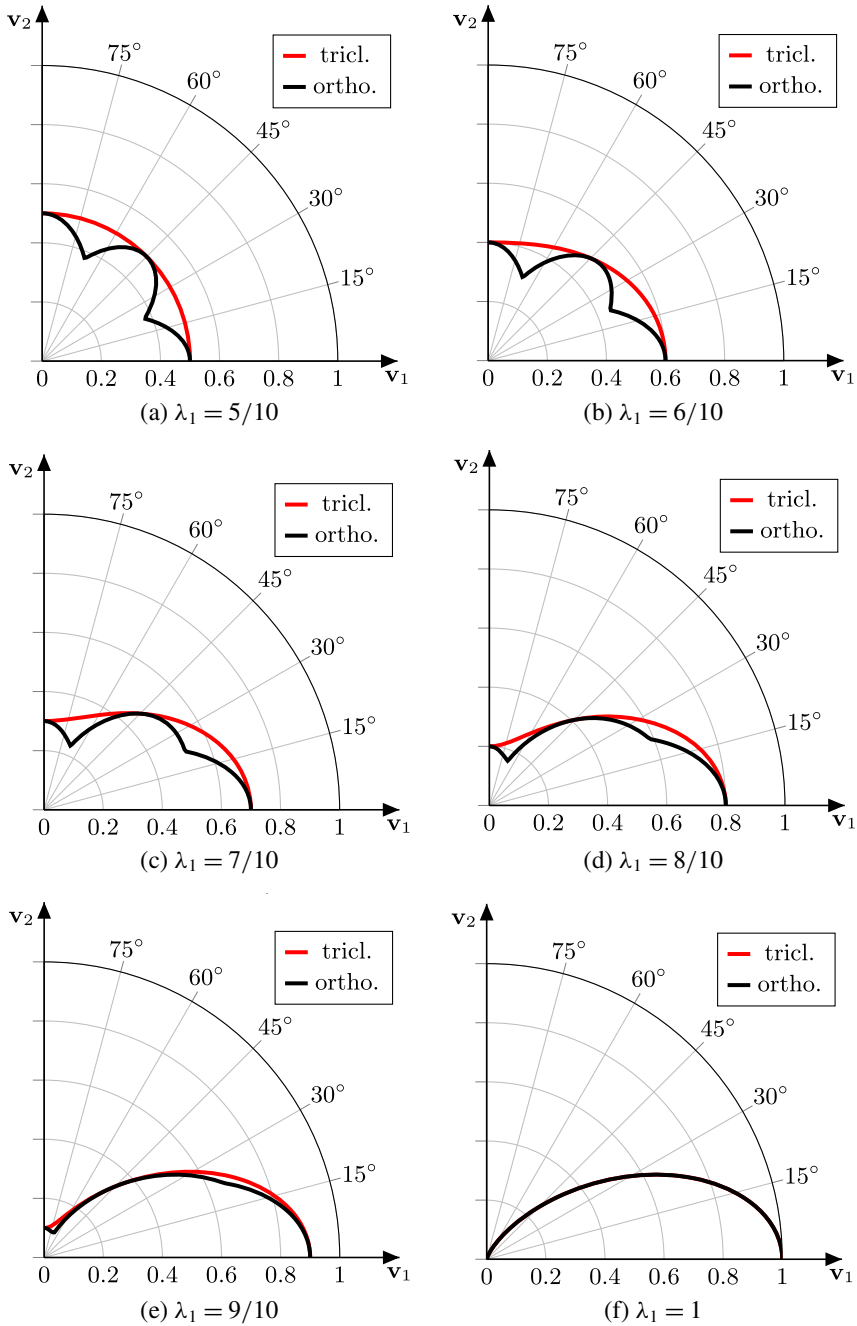 v₂
75°
60°
45°
30°
15°
tricl.
ortho.
0 0.2 0.4 0.6 0.8 1 v₁
(a) λ₁ = 5/10
v₂
75°
60°
45°
30°
15°
tricl.
ortho.
0 0.2 0.4 0.6 0.8 1 v₁
(b) λ₁ = 6/10
v₂
75°
60°
45°
30°
15°
tricl.
ortho.
0 0.2 0.4 0.6 0.8 1 v₁
(c) λ₁ = 7/10
v₂
75°
60°
45°
30°
15°
tricl.
ortho.
0 0.2 0.4 0.6 0.8 1 v₁
(d) λ₁ = 8/10
v₂
75°
60°
45°
30°
15°
tricl.
ortho.
0 0.2 0.4 0.6 0.8 1 v₁
(e) λ₁ = 9/10
v₂
75°
60°
45°
30°
15°
tricl.
ortho.
0 0.2 0.4 0.6 0.8 1 v₁
(f) λ₁ = 1